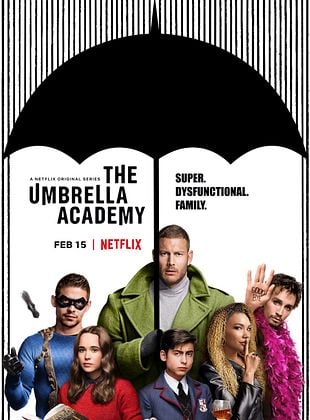 A NETFLIX ORIGINAL SERIES
THE
UMBRELLA
ACADEMY
FEB 15 | NETFLIX
SUPER.
DYSFUNCTIONAL.
FAMILY.